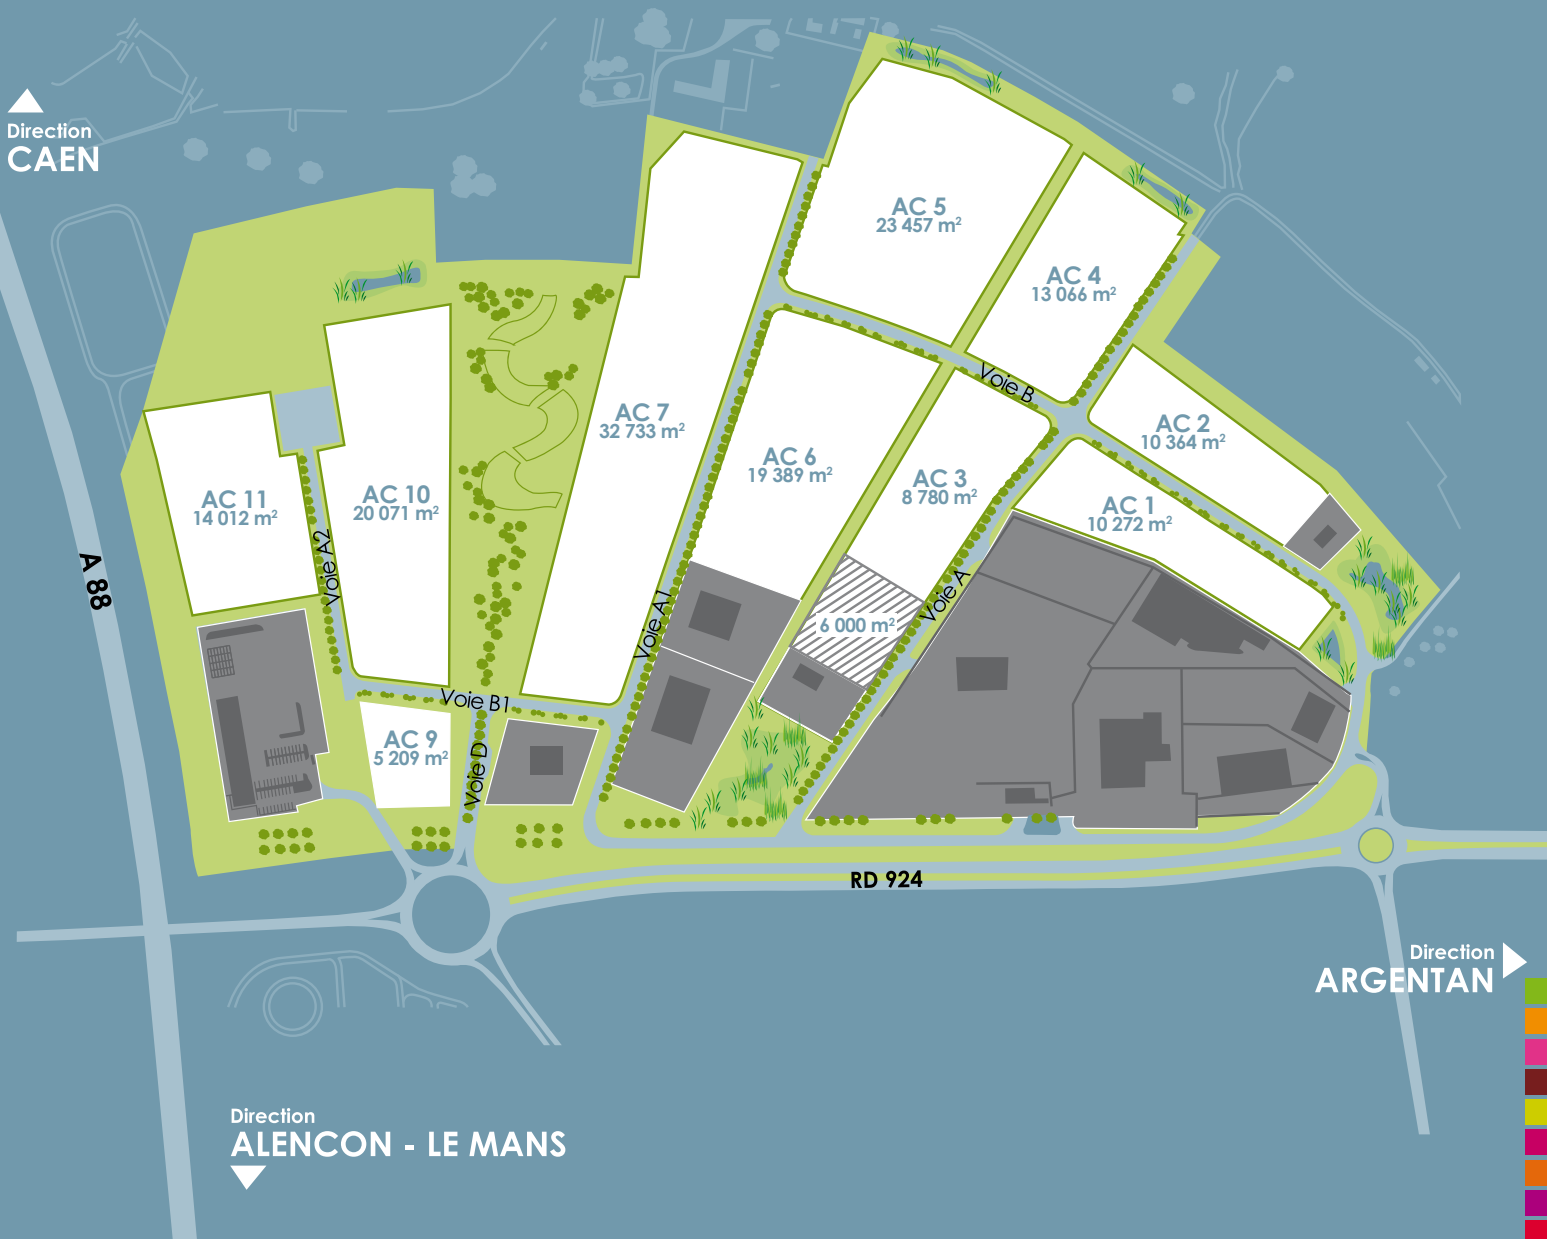 Direction
CAEN
AC 5
23 457 m²
AC 4
13 066 m²
AC 7
32 733 m²
Voie B
AC 2
10 364 m²
AC 6
19 389 m²
AC 3
8 780 m²
AC 1
10 272 m²
AC 11
14 012 m²
AC 10
20 071 m²
A 88
Voie A2
Voie A1
Voie A
6 000 m²
Voie B1
AC 9
5 209 m²
Voie D
RD 924
Direction
ARGENTAN
Direction
ALENCON - LE MANS